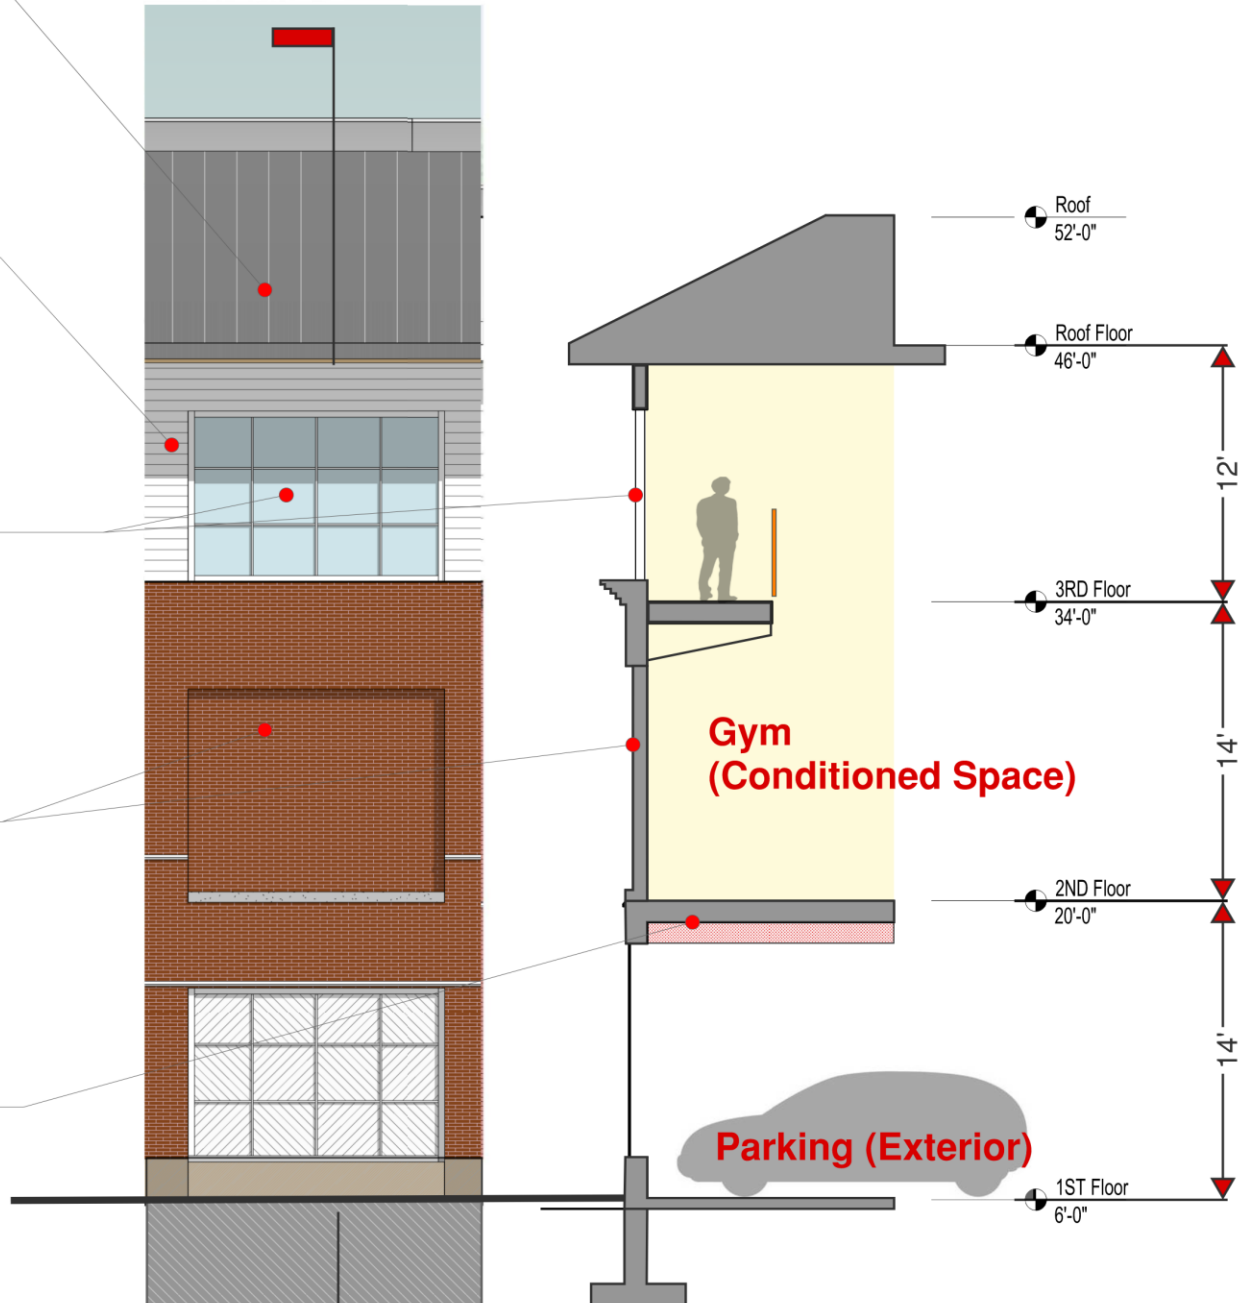 Roof
52'-0"
Roof Floor
46'-0"
12'
3RD Floor
34'-0"
Gym
(Conditioned Space)
14'
2ND Floor
20'-0"
14'
Parking (Exterior)
1ST Floor
6'-0"